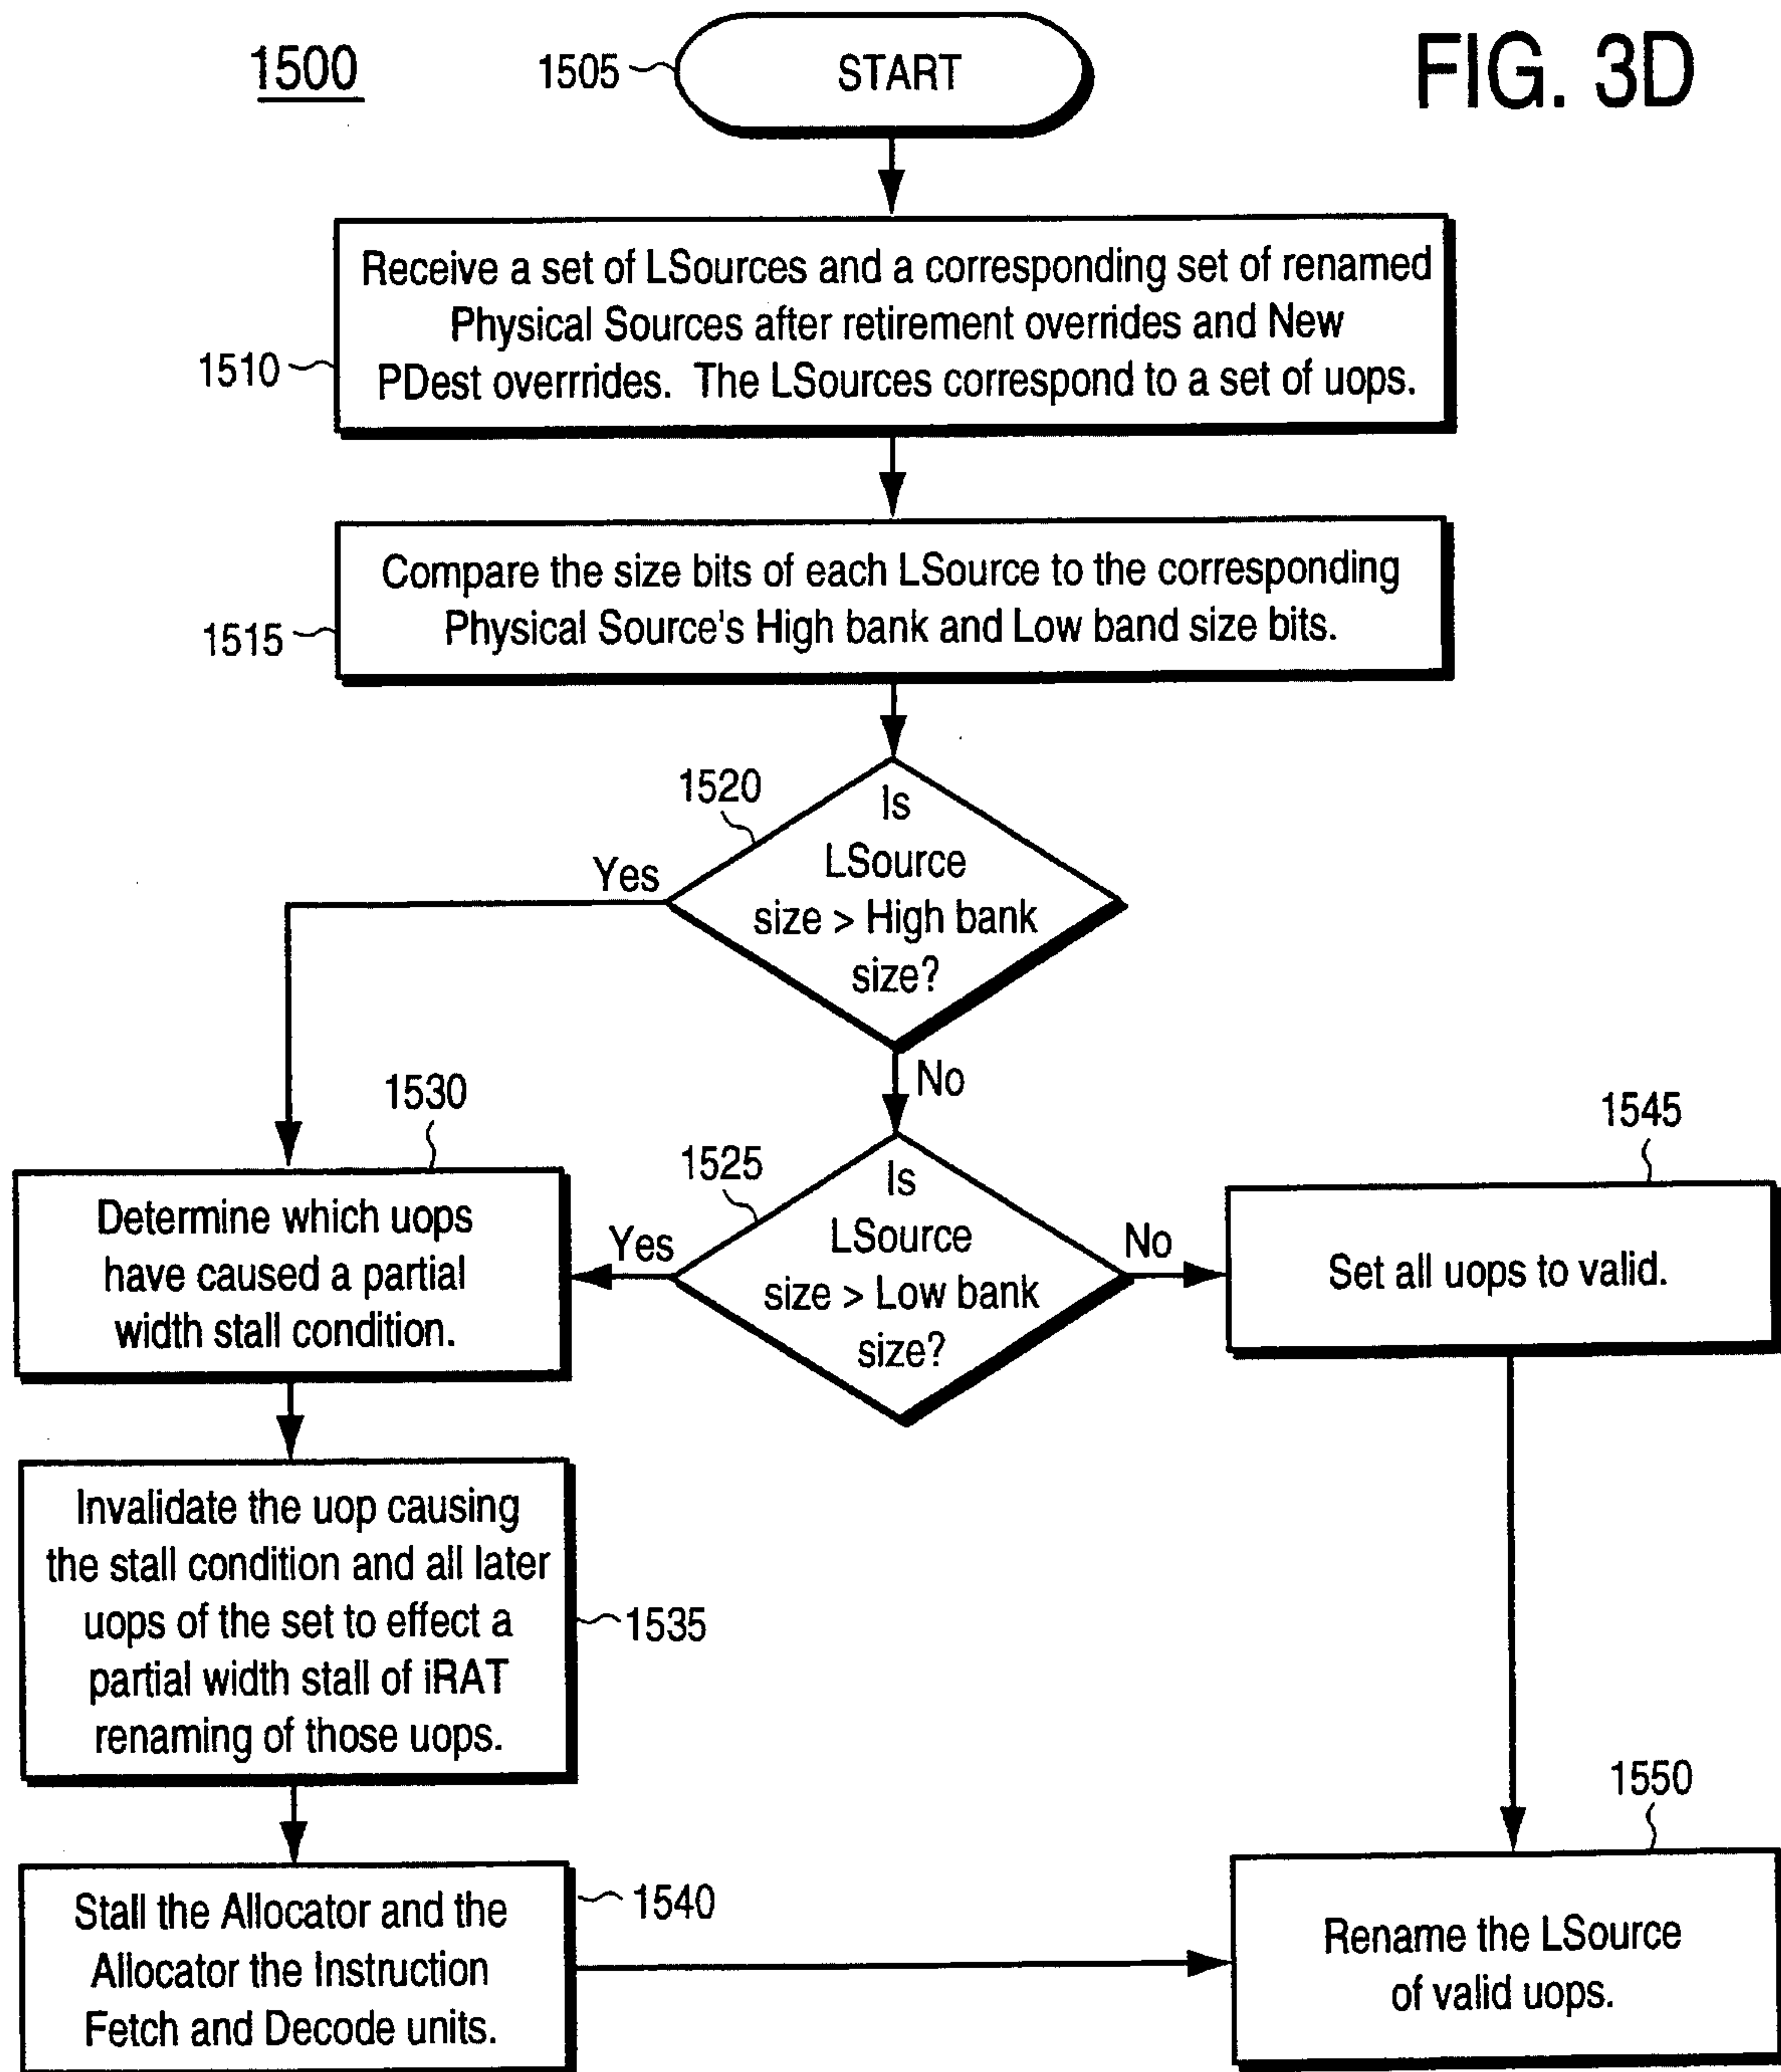 1500
1505
START
FIG. 3D
Receive a set of LSources and a corresponding set of renamed
Physical Sources after retirement overrides and New
PDest overrrides. The LSources correspond to a set of uops.
1510
Compare the size bits of each LSource to the corresponding
Physical Source's High bank and Low band size bits.
1515
1520
Is
LSource
size > High bank
size?
Yes
No
1530
Determine which uops
have caused a partial
width stall condition.
1525
Is
LSource
size > Low bank
size?
Yes
No
1545
Set all uops to valid.
Invalidate the uop causing
the stall condition and all later
uops of the set to effect a
partial width stall of iRAT
renaming of those uops.
1535
Stall the Allocator and the
Allocator the Instruction
Fetch and Decode units.
1540
1550
Rename the LSource
of valid uops.